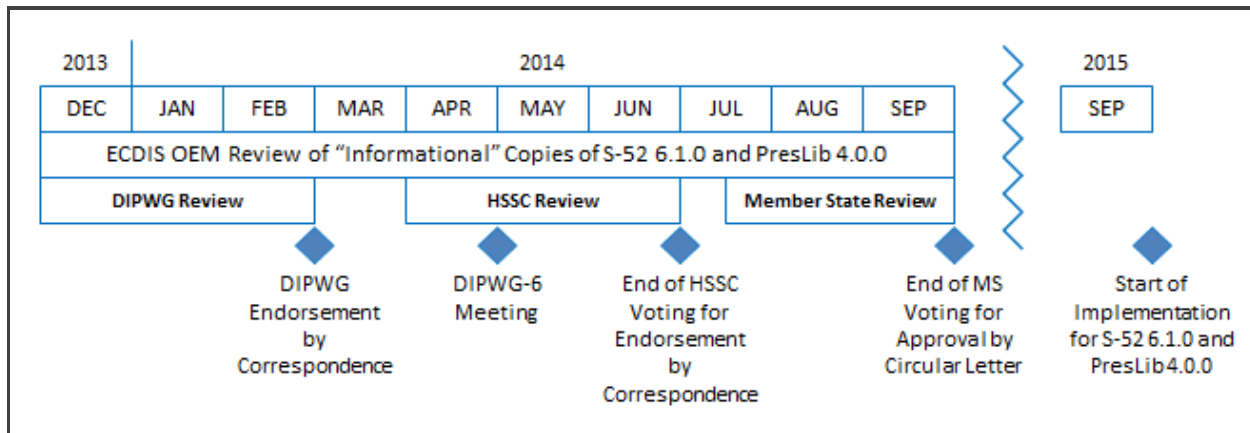 2013 2014 2015
DEC JAN FEB MAR APR MAY JUN JUL AUG SEP SEP
ECDIS OEM Review of “Informational” Copies of S-52 6.1.0 and PresLib 4.0.0
DIPWG Review HSSC Review Member State Review
DIPWG
Endorsement
by
Correspondence
DIPWG-6
Meeting
End of HSSC
Voting for
Endorsement
by
Correspondence
End of MS
Voting for
Approval by
Circular Letter
Start of
Implementation
for S-52 6.1.0 and
PresLib 4.0.0